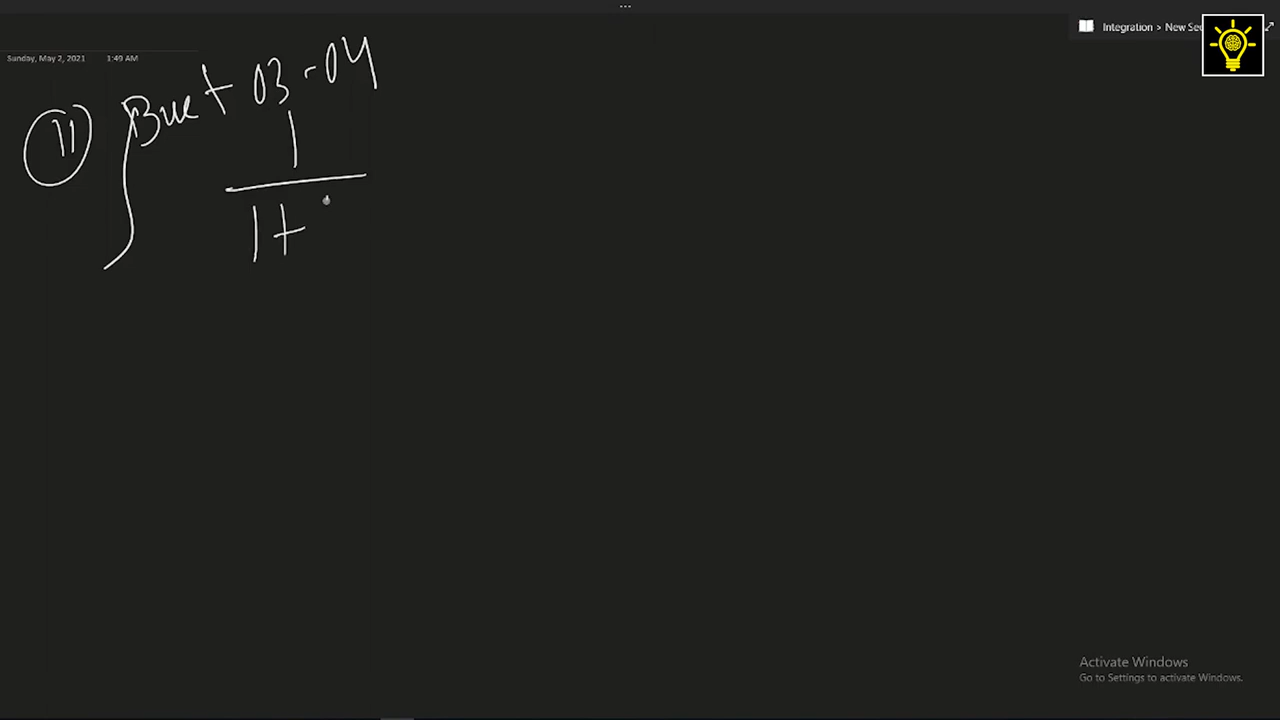 Integration > New Sec
Sunday, May 2, 2021 1:49 AM
Buet 03-04
11 ∫ 1
1+
Activate Windows
Go to Settings to activate Windows.